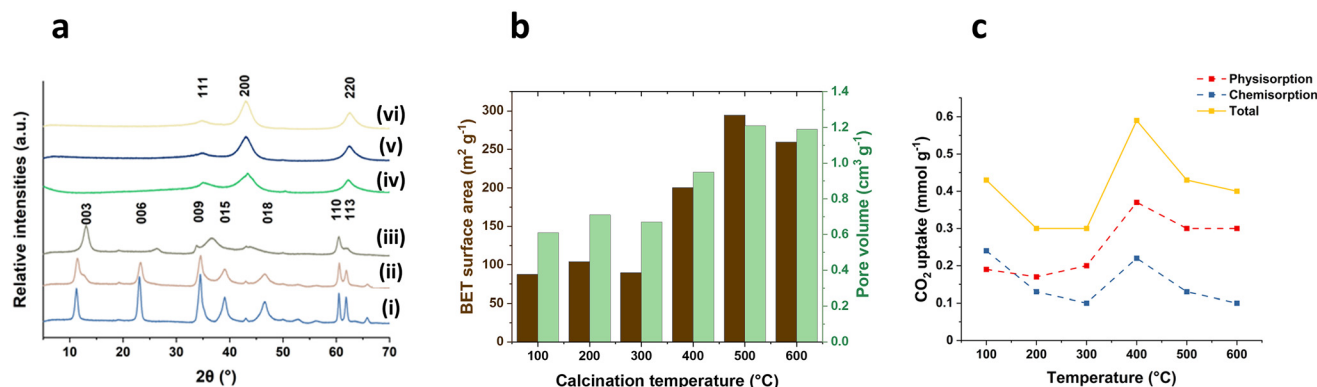 a
Relative intensities (a.u.)
111
200
220
(vi)
(v)
(iv)
003
006
009
015
018
110
113
(iii)
(ii)
(i)
10
20
30
40
50
60
70
2θ (°)
b
BET surface area (m² g⁻¹)
300
250
200
150
100
50
0
1.4
1.2
1.0
0.8
0.6
0.4
0.2
0.0
Pore volume (cm³ g⁻¹)
100
200
300
400
500
600
Calcination temperature (°C)
c
Physisorption
Chemisorption
Total
CO₂ uptake (mmol g⁻¹)
0.6
0.5
0.4
0.3
0.2
0.1
0
100
200
300
400
500
600
Temperature (°C)